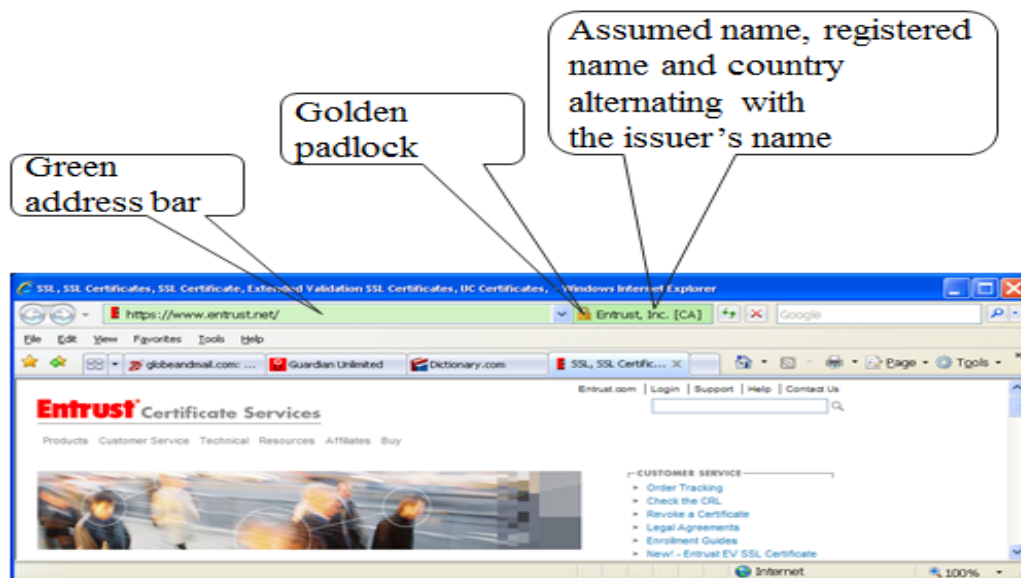 Assumed name, registered
name and country
alternating with
the issuer's name
Golden
padlock
Green
address bar
SSL, SSL Certificates, SSL Certificate, Extended Validation SSL Certificates, UC Certificates, - Windows Internet Explorer
https://www.entrust.net/
Entrust, Inc. [CA]
Google
File Edit View Favorites Tools Help
globeandmail.com: ...
Guardian Unlimited
Dictionary.com
SSL, SSL Certific...
Page
Tools
Entrust.com | Login | Support | Help | Contact Us
Entrust Certificate Services
Products Customer Service Technical Resources Affiliates Buy
CUSTOMER SERVICE
Order Tracking
Check the CRL
Revoke a Certificate
Legal Agreements
Enrollment Guides
New! - Entrust EV SSL Certificate
Internet
100%